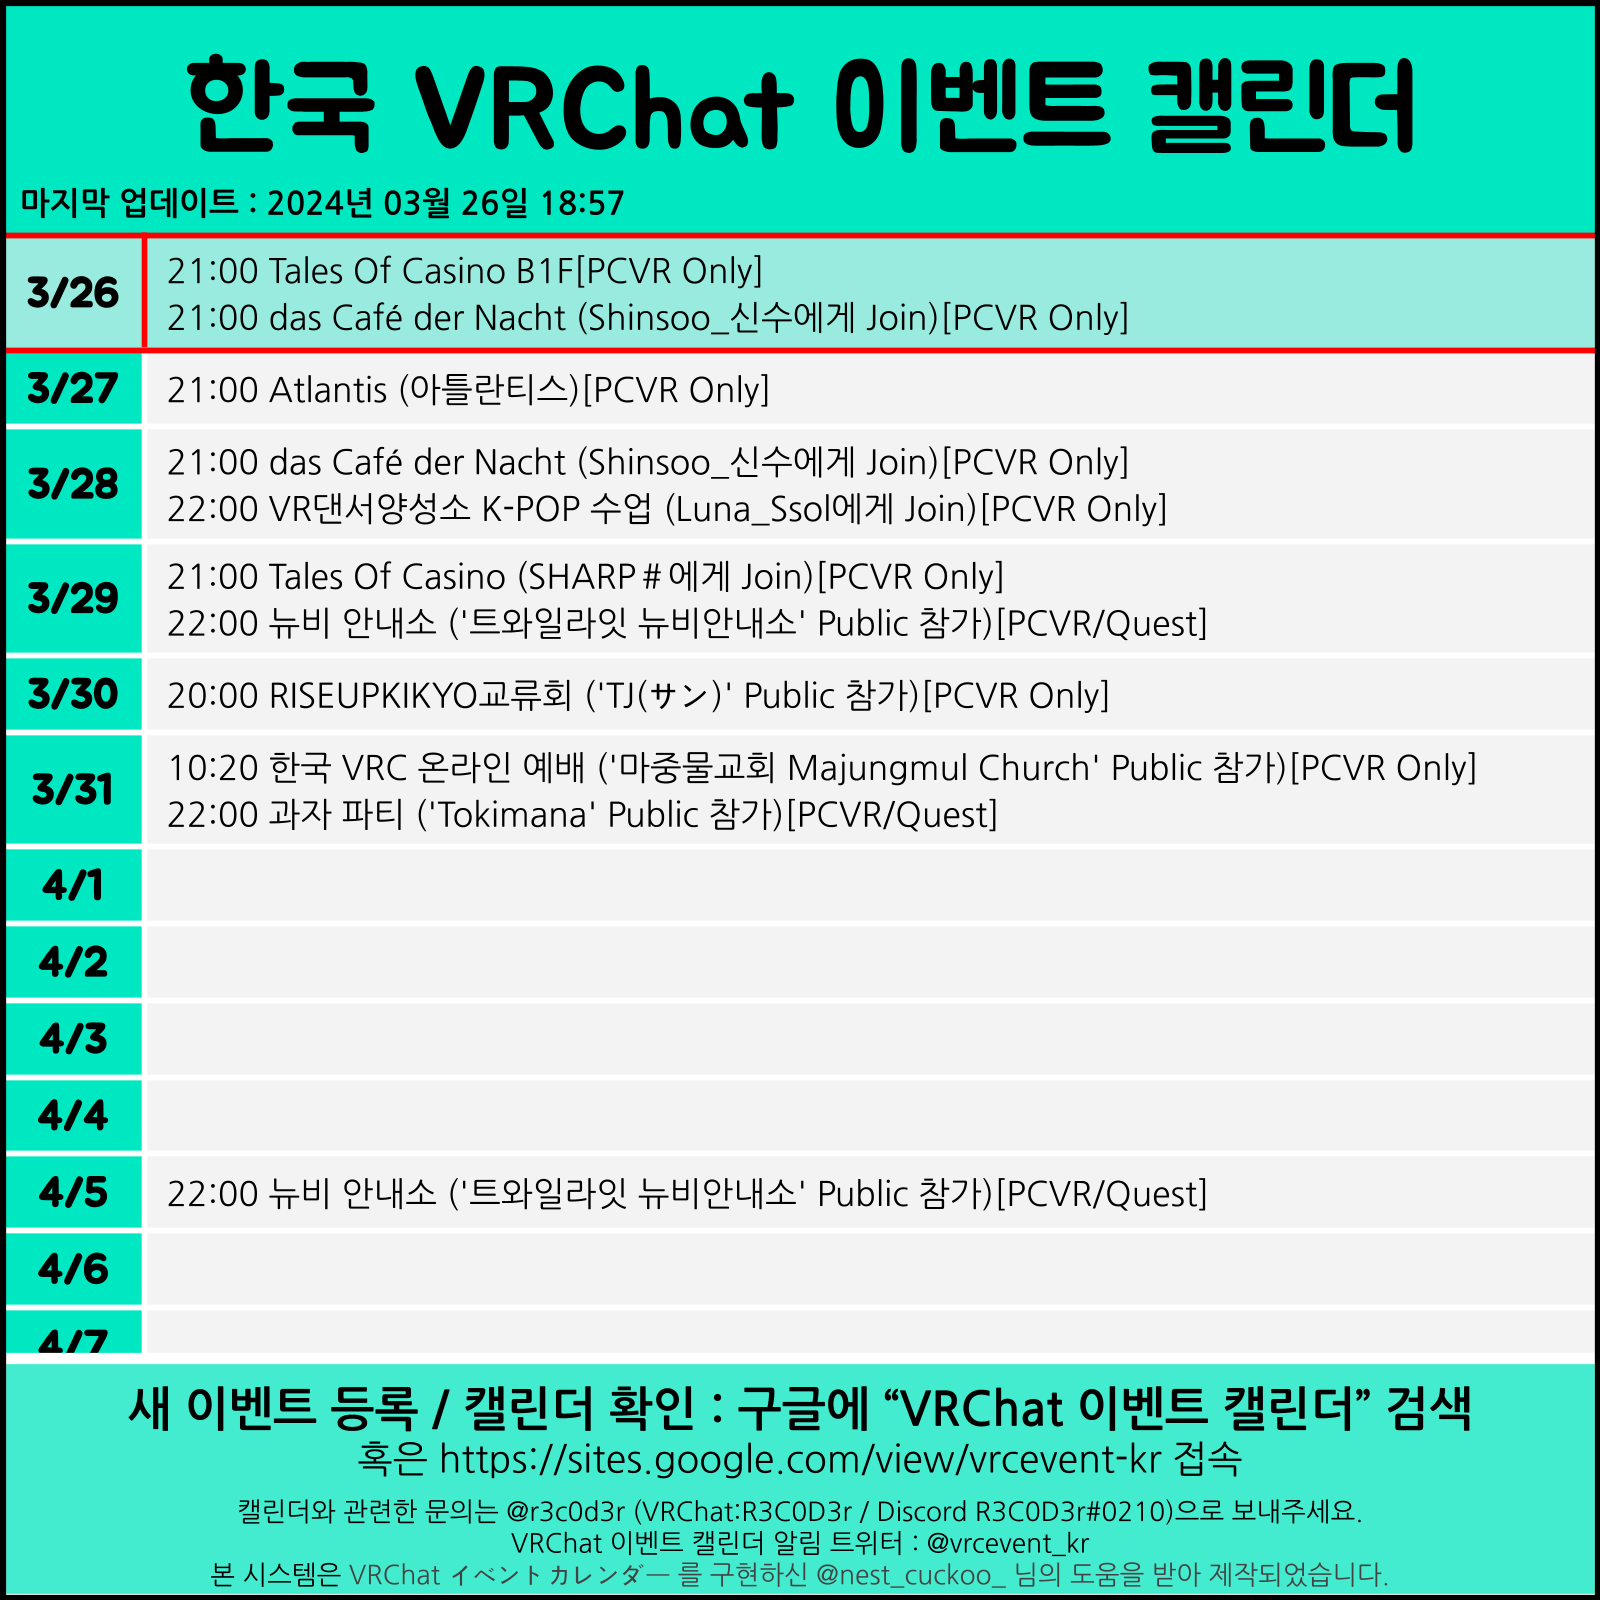 한국 VRChat 이벤트 캘린더
마지막 업데이트 : 2024년 03월 26일 18:57
3/26
21:00 Tales Of Casino B1F[PCVR Only]
21:00 das Café der Nacht (Shinsoo_신수에게 Join)[PCVR Only]
3/27
21:00 Atlantis (아틀란티스)[PCVR Only]
3/28
21:00 das Café der Nacht (Shinsoo_신수에게 Join)[PCVR Only]
22:00 VR댄서양성소 K-POP 수업 (Luna_Ssol에게 Join)[PCVR Only]
3/29
21:00 Tales Of Casino (SHARP#에게 Join)[PCVR Only]
22:00 뉴비 안내소 ('트와일라잇 뉴비안내소' Public 참가)[PCVR/Quest]
3/30
20:00 RISEUPKIKYO교류회 ('TJ(サン)' Public 참가)[PCVR Only]
3/31
10:20 한국 VRC 온라인 예배 ('마중물교회 Majungmul Church' Public 참가)[PCVR Only]
22:00 과자 파티 ('Tokimana' Public 참가)[PCVR/Quest]
4/1
4/2
4/3
4/4
4/5
22:00 뉴비 안내소 ('트와일라잇 뉴비안내소' Public 참가)[PCVR/Quest]
4/6
4/7
새 이벤트 등록 / 캘린더 확인 : 구글에 “VRChat 이벤트 캘린더” 검색
혹은 https://sites.google.com/view/vrcevent-kr 접속
캘린더와 관련한 문의는 @r3c0d3r (VRChat:R3C0D3r / Discord R3C0D3r#0210)으로 보내주세요.
VRChat 이벤트 캘린더 알림 트위터 : @vrcevent_kr
본 시스템은 VRChat イベントカレンダー 를 구현하신 @nest_cuckoo_ 님의 도움을 받아 제작되었습니다.